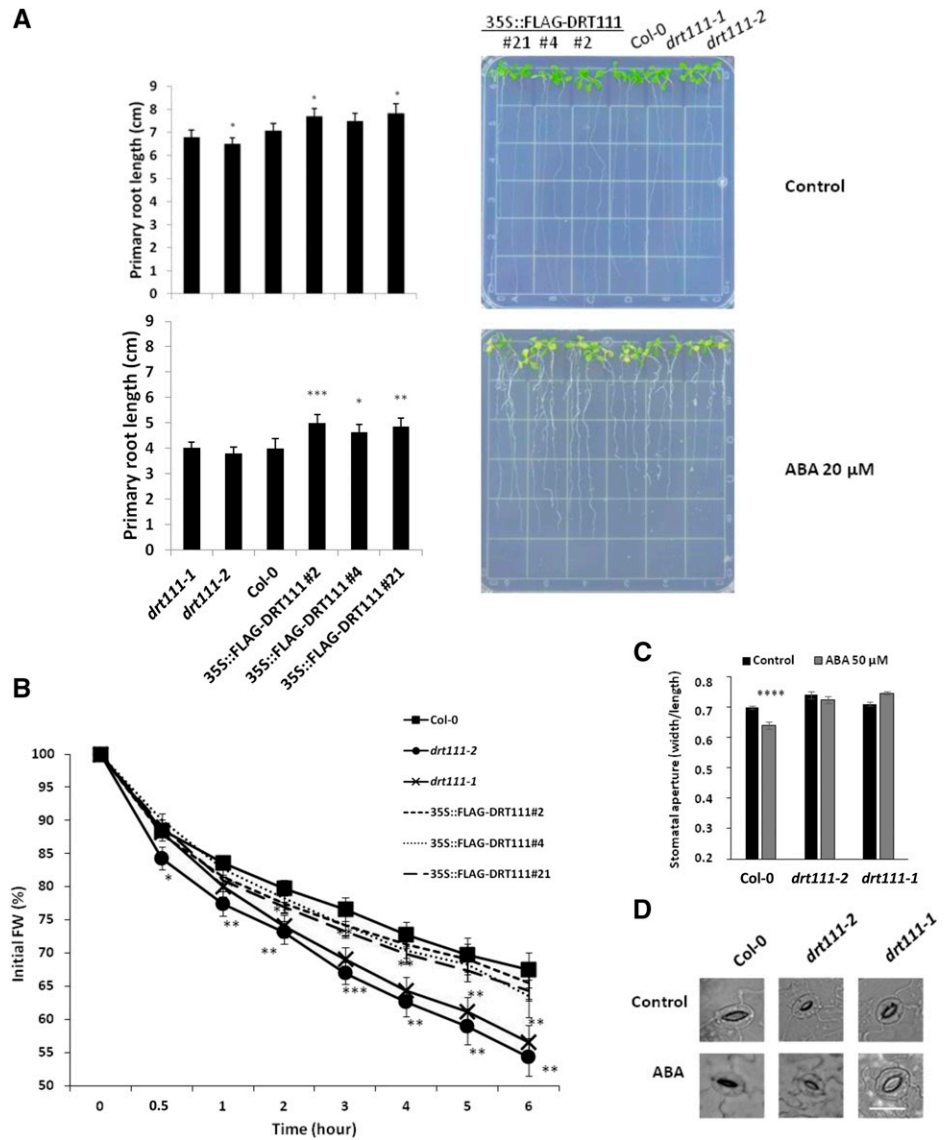 A
35S::FLAG-DRT111
#21 #4 #2 Col-0 drt111-1 drt111-2
Primary root length (cm)
9
8
7
6
5
4
3
2
1
0
*
*
*
Control
Primary root length (cm)
9
8
7
6
5
4
3
2
1
0
***
*
**
ABA 20 µM
drt111-1
drt111-2
Col-0
35S::FLAG-DRT111 #2
35S::FLAG-DRT111 #4
35S::FLAG-DRT111 #21
B
Col-0
drt111-2
drt111-1
35S::FLAG-DRT111#2
35S::FLAG-DRT111#4
35S::FLAG-DRT111#21
Initial FW (%)
100
95
90
85
80
75
70
65
60
55
50
*
**
**
***
**
**
**
**
**
**
0 0.5 1 2 3 4 5 6
Time (hour)
C
Control ABA 50 µM
Stomatal aperture (width/length)
0.8
0.7
0.6
0.5
0.4
0.3
0.2
****
Col-0 drt111-2 drt111-1
D
Col-0 drt111-2 drt111-1
Control
ABA